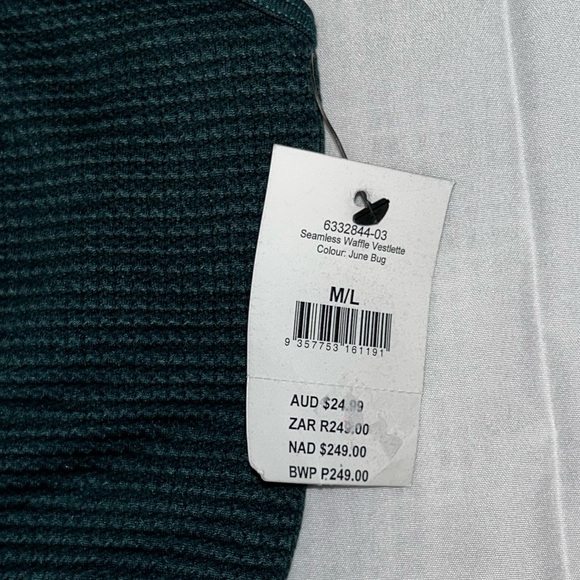 6332844-03
Seamless Waffle Vestlette
Colour: June Bug
M/L
9 357753 161191
AUD $24.99
ZAR R249.00
NAD $249.00
BWP P249.00